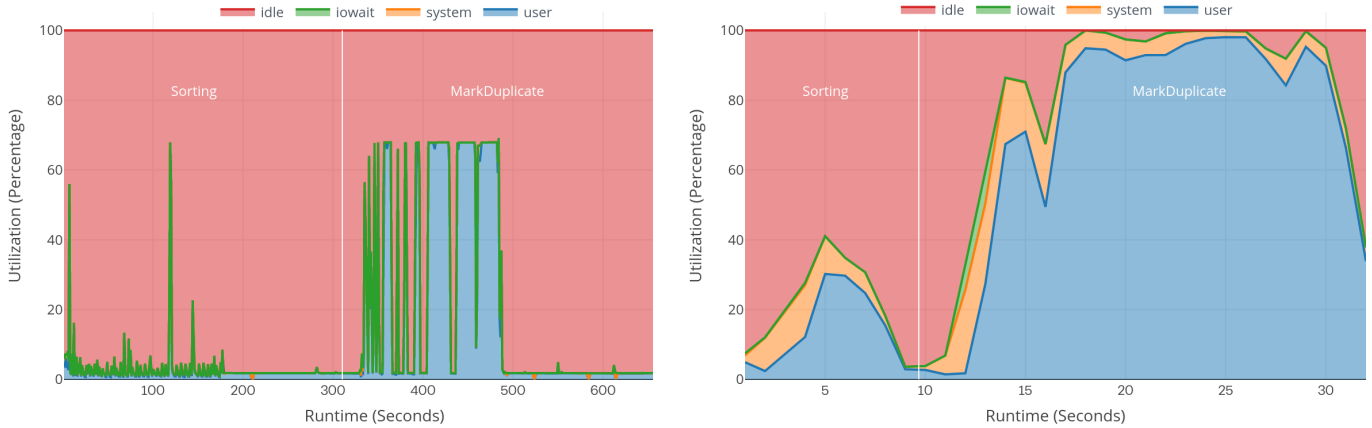 idle iowait system user
100
80
60
40
20
0
Utilization (Percentage)
Sorting
MarkDuplicate
100 200 300 400 500 600
Runtime (Seconds)
idle iowait system user
100
80
60
40
20
0
Utilization (Percentage)
Sorting
MarkDuplicate
5 10 15 20 25 30
Runtime (Seconds)